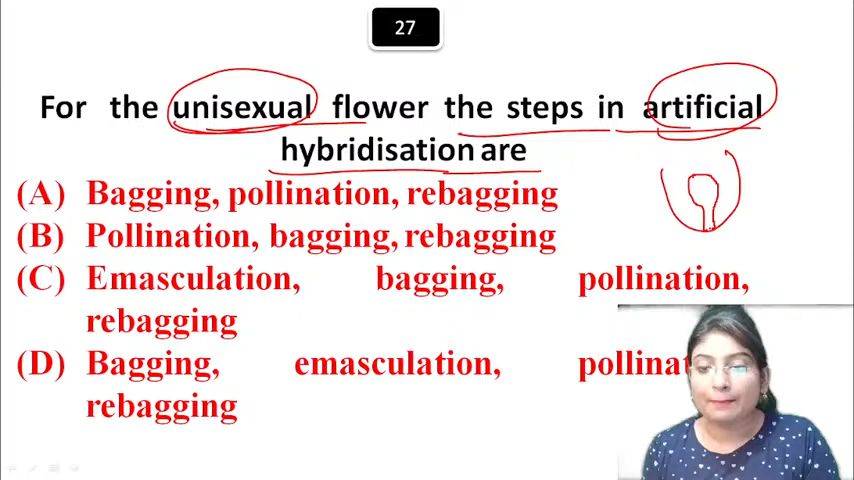 27
For the unisexual flower the steps in artificial
hybridisation are
(A) Bagging, pollination, rebagging
(B) Pollination, bagging, rebagging
(C) Emasculation, bagging, pollination,
rebagging
(D) Bagging, emasculation,
rebagging